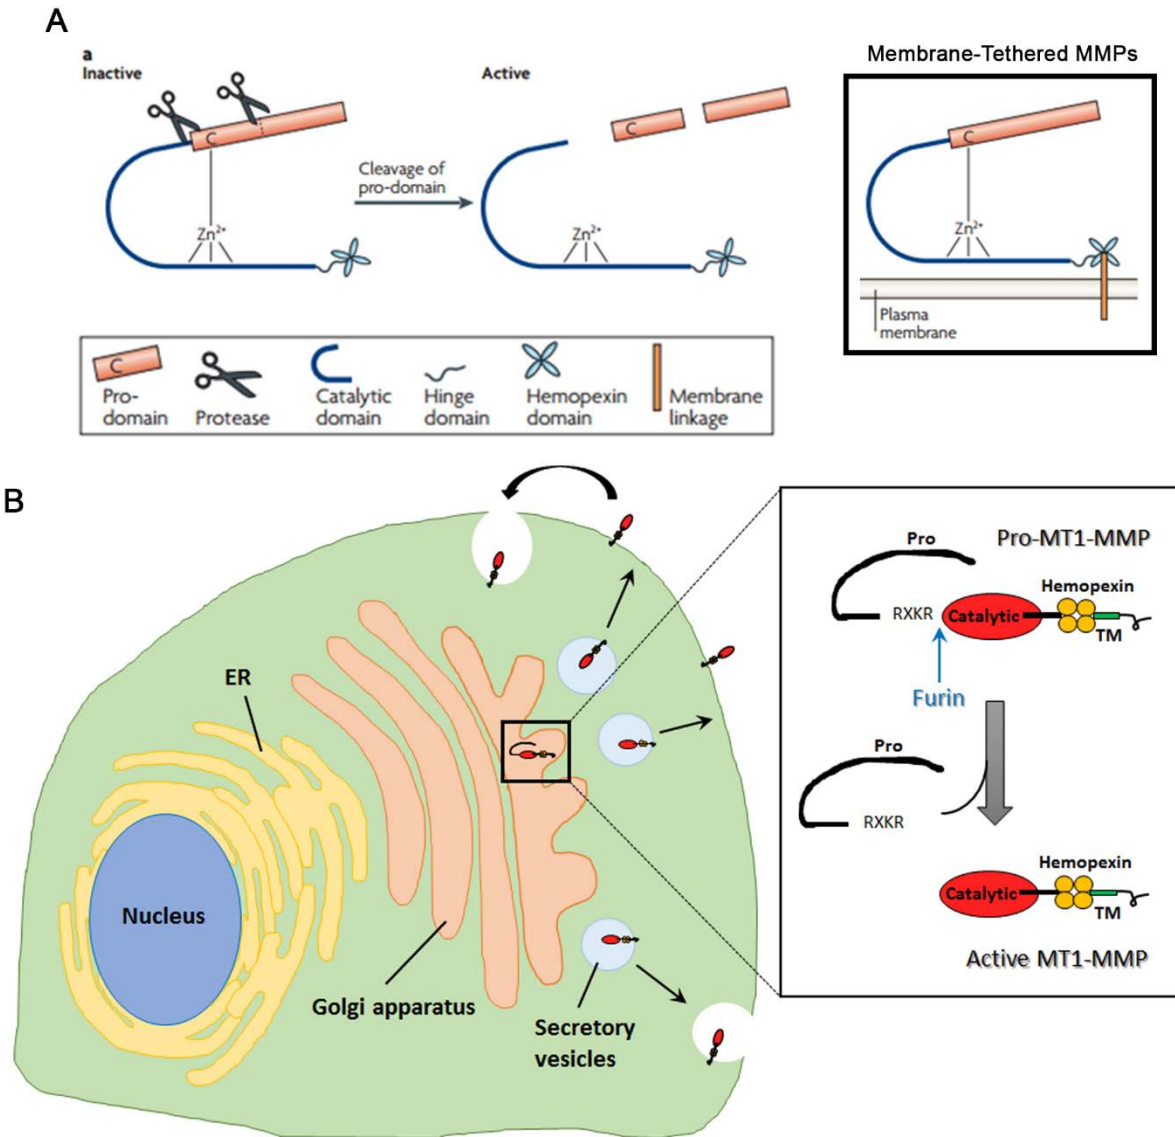 A
a
Inactive
Active
Membrane-Tethered MMPs
C
Zn²⁺
Cleavage of
pro-domain
C
Zn²⁺
C
Zn²⁺
Plasma
membrane
C
Pro-
domain
Protease
Catalytic
domain
Hinge
domain
Hemopexin
domain
Membrane
linkage
B
ER
Nucleus
Golgi apparatus
Secretory
vesicles
Pro
Pro-MT1-MMP
RXKR
Catalytic
Hemopexin
TM
Furin
Pro
RXKR
Catalytic
Hemopexin
TM
Active MT1-MMP